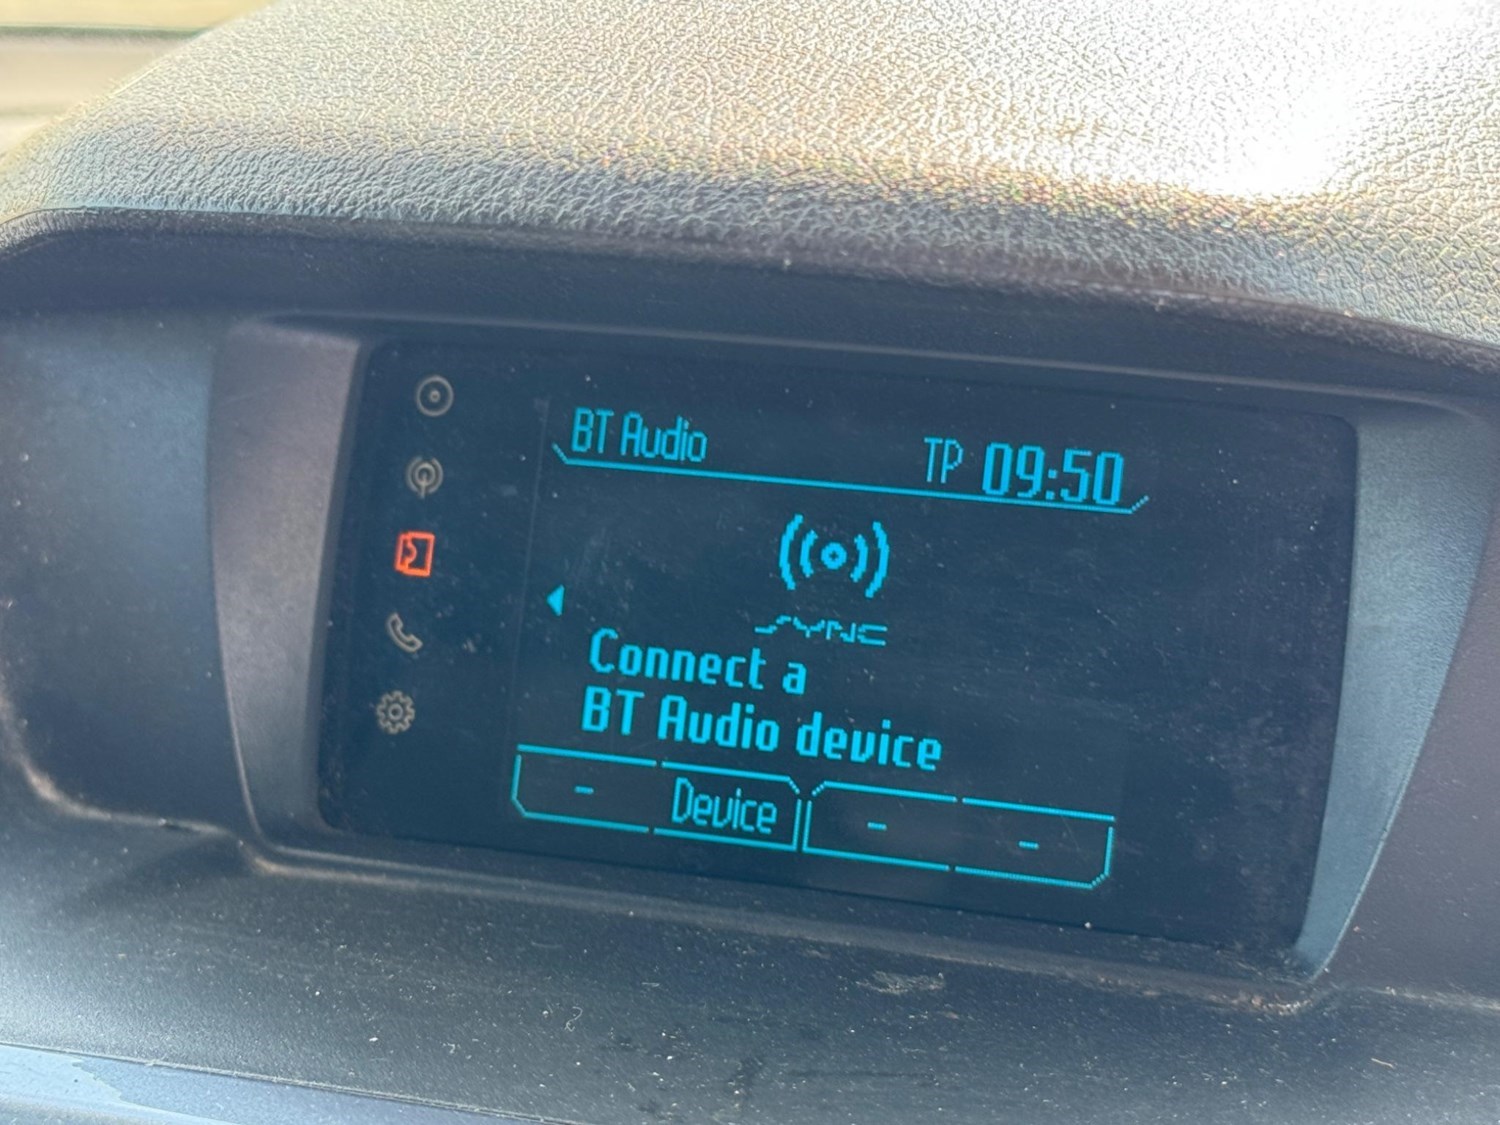 BT Audio
TP 09:50
SYNC
Connect a
BT Audio device
- Device - -